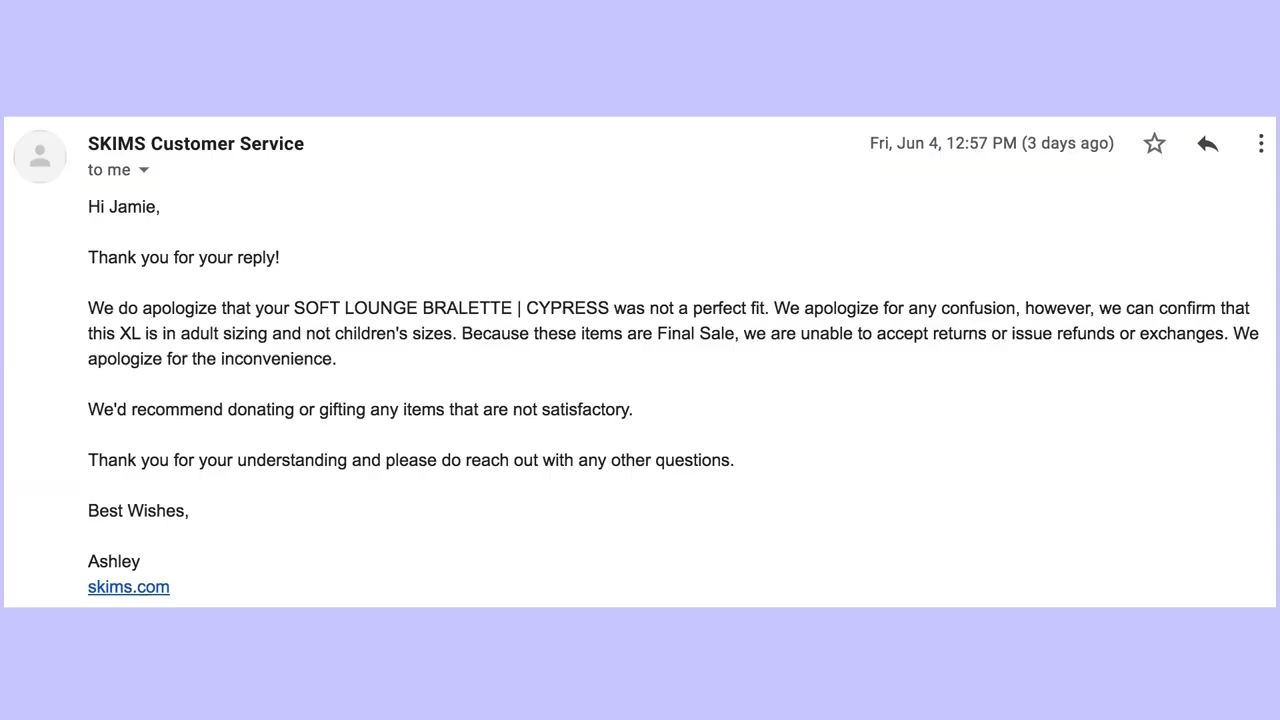 SKIMS Customer Service
Fri, Jun 4, 12:57 PM (3 days ago)
to me
Hi Jamie,
Thank you for your reply!
We do apologize that your SOFT LOUNGE BRALETTE | CYPRESS was not a perfect fit. We apologize for any confusion, however, we can confirm that
this XL is in adult sizing and not children's sizes. Because these items are Final Sale, we are unable to accept returns or issue refunds or exchanges. We
apologize for the inconvenience.
We'd recommend donating or gifting any items that are not satisfactory.
Thank you for your understanding and please do reach out with any other questions.
Best Wishes,
Ashley
skims.com